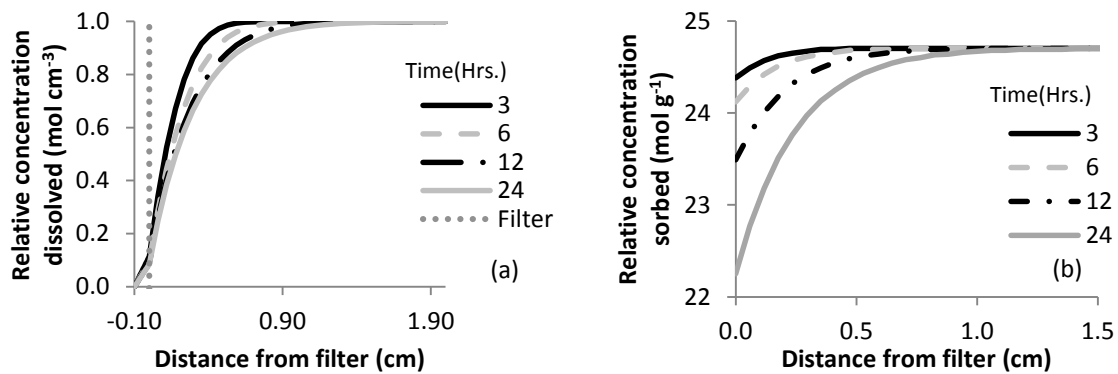 Relative concentration
dissolved (mol cm⁻³)
1.0
0.8
0.6
0.4
0.2
0.0
-0.10
0.90
1.90
Distance from filter (cm)
Time(Hrs.)
3
6
12
24
Filter
(a)
Relative concentration
sorbed (mol g⁻¹)
25
24
23
22
0.0
0.5
1.0
1.5
Distance from filter (cm)
Time(Hrs.)
3
6
12
24
(b)